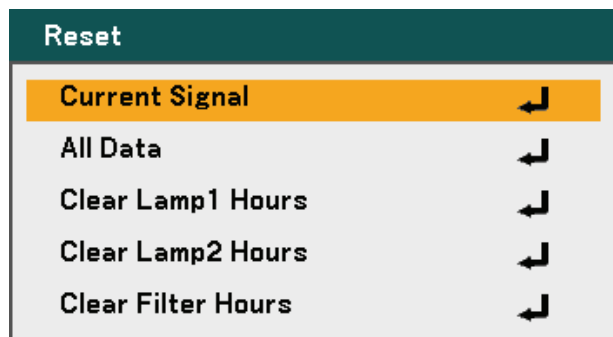 Reset
Current Signal
All Data
Clear Lamp1 Hours
Clear Lamp2 Hours
Clear Filter Hours